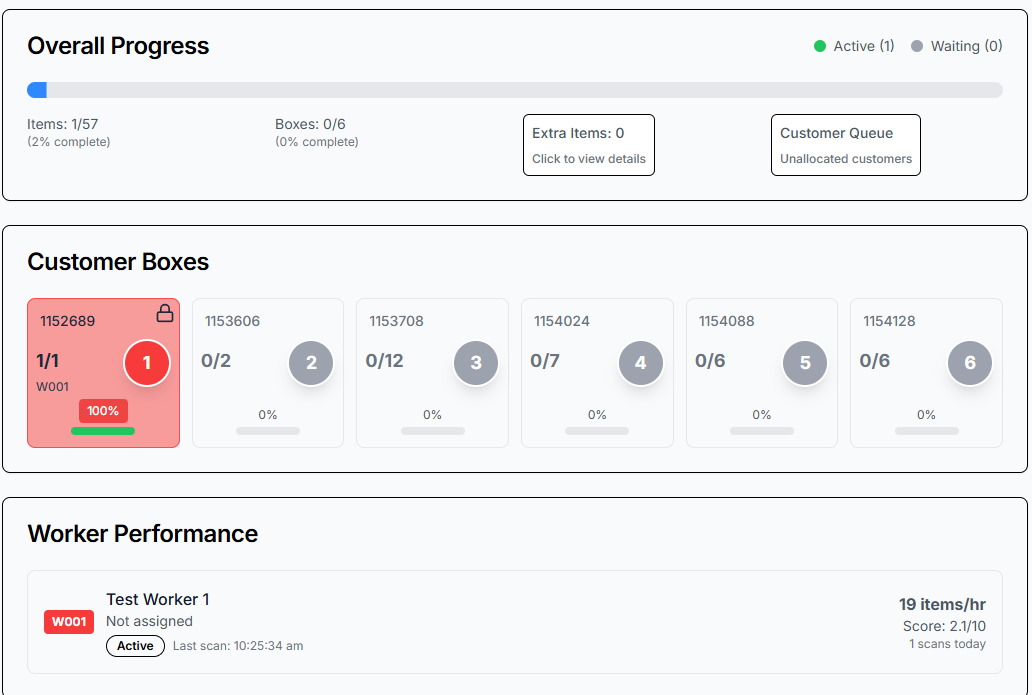 Overall Progress
Active (1)
Waiting (0)
Items: 1/57
(2% complete)
Boxes: 0/6
(0% complete)
Extra Items: 0
Click to view details
Customer Queue
Unallocated customers
Customer Boxes
1152689
1/1
1
W001
100%
1153606
0/2
2
0%
1153708
0/12
3
0%
1154024
0/7
4
0%
1154088
0/6
5
0%
1154128
0/6
6
0%
Worker Performance
W001
Test Worker 1
Not assigned
Active
Last scan: 10:25:34 am
19 items/hr
Score: 2.1/10
1 scans today